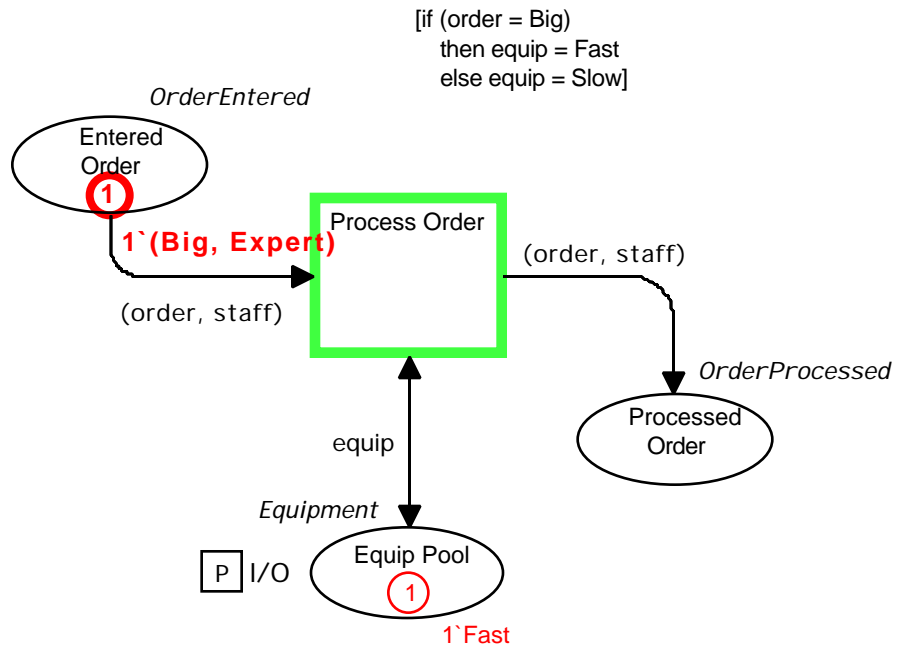 [if (order = Big)
then equip = Fast
else equip = Slow]
OrderEntered
Entered
Order
1
1`(Big, Expert)
(order, staff)
Process Order
(order, staff)
OrderProcessed
Processed
Order
equip
Equipment
P I/O
Equip Pool
1
1`Fast